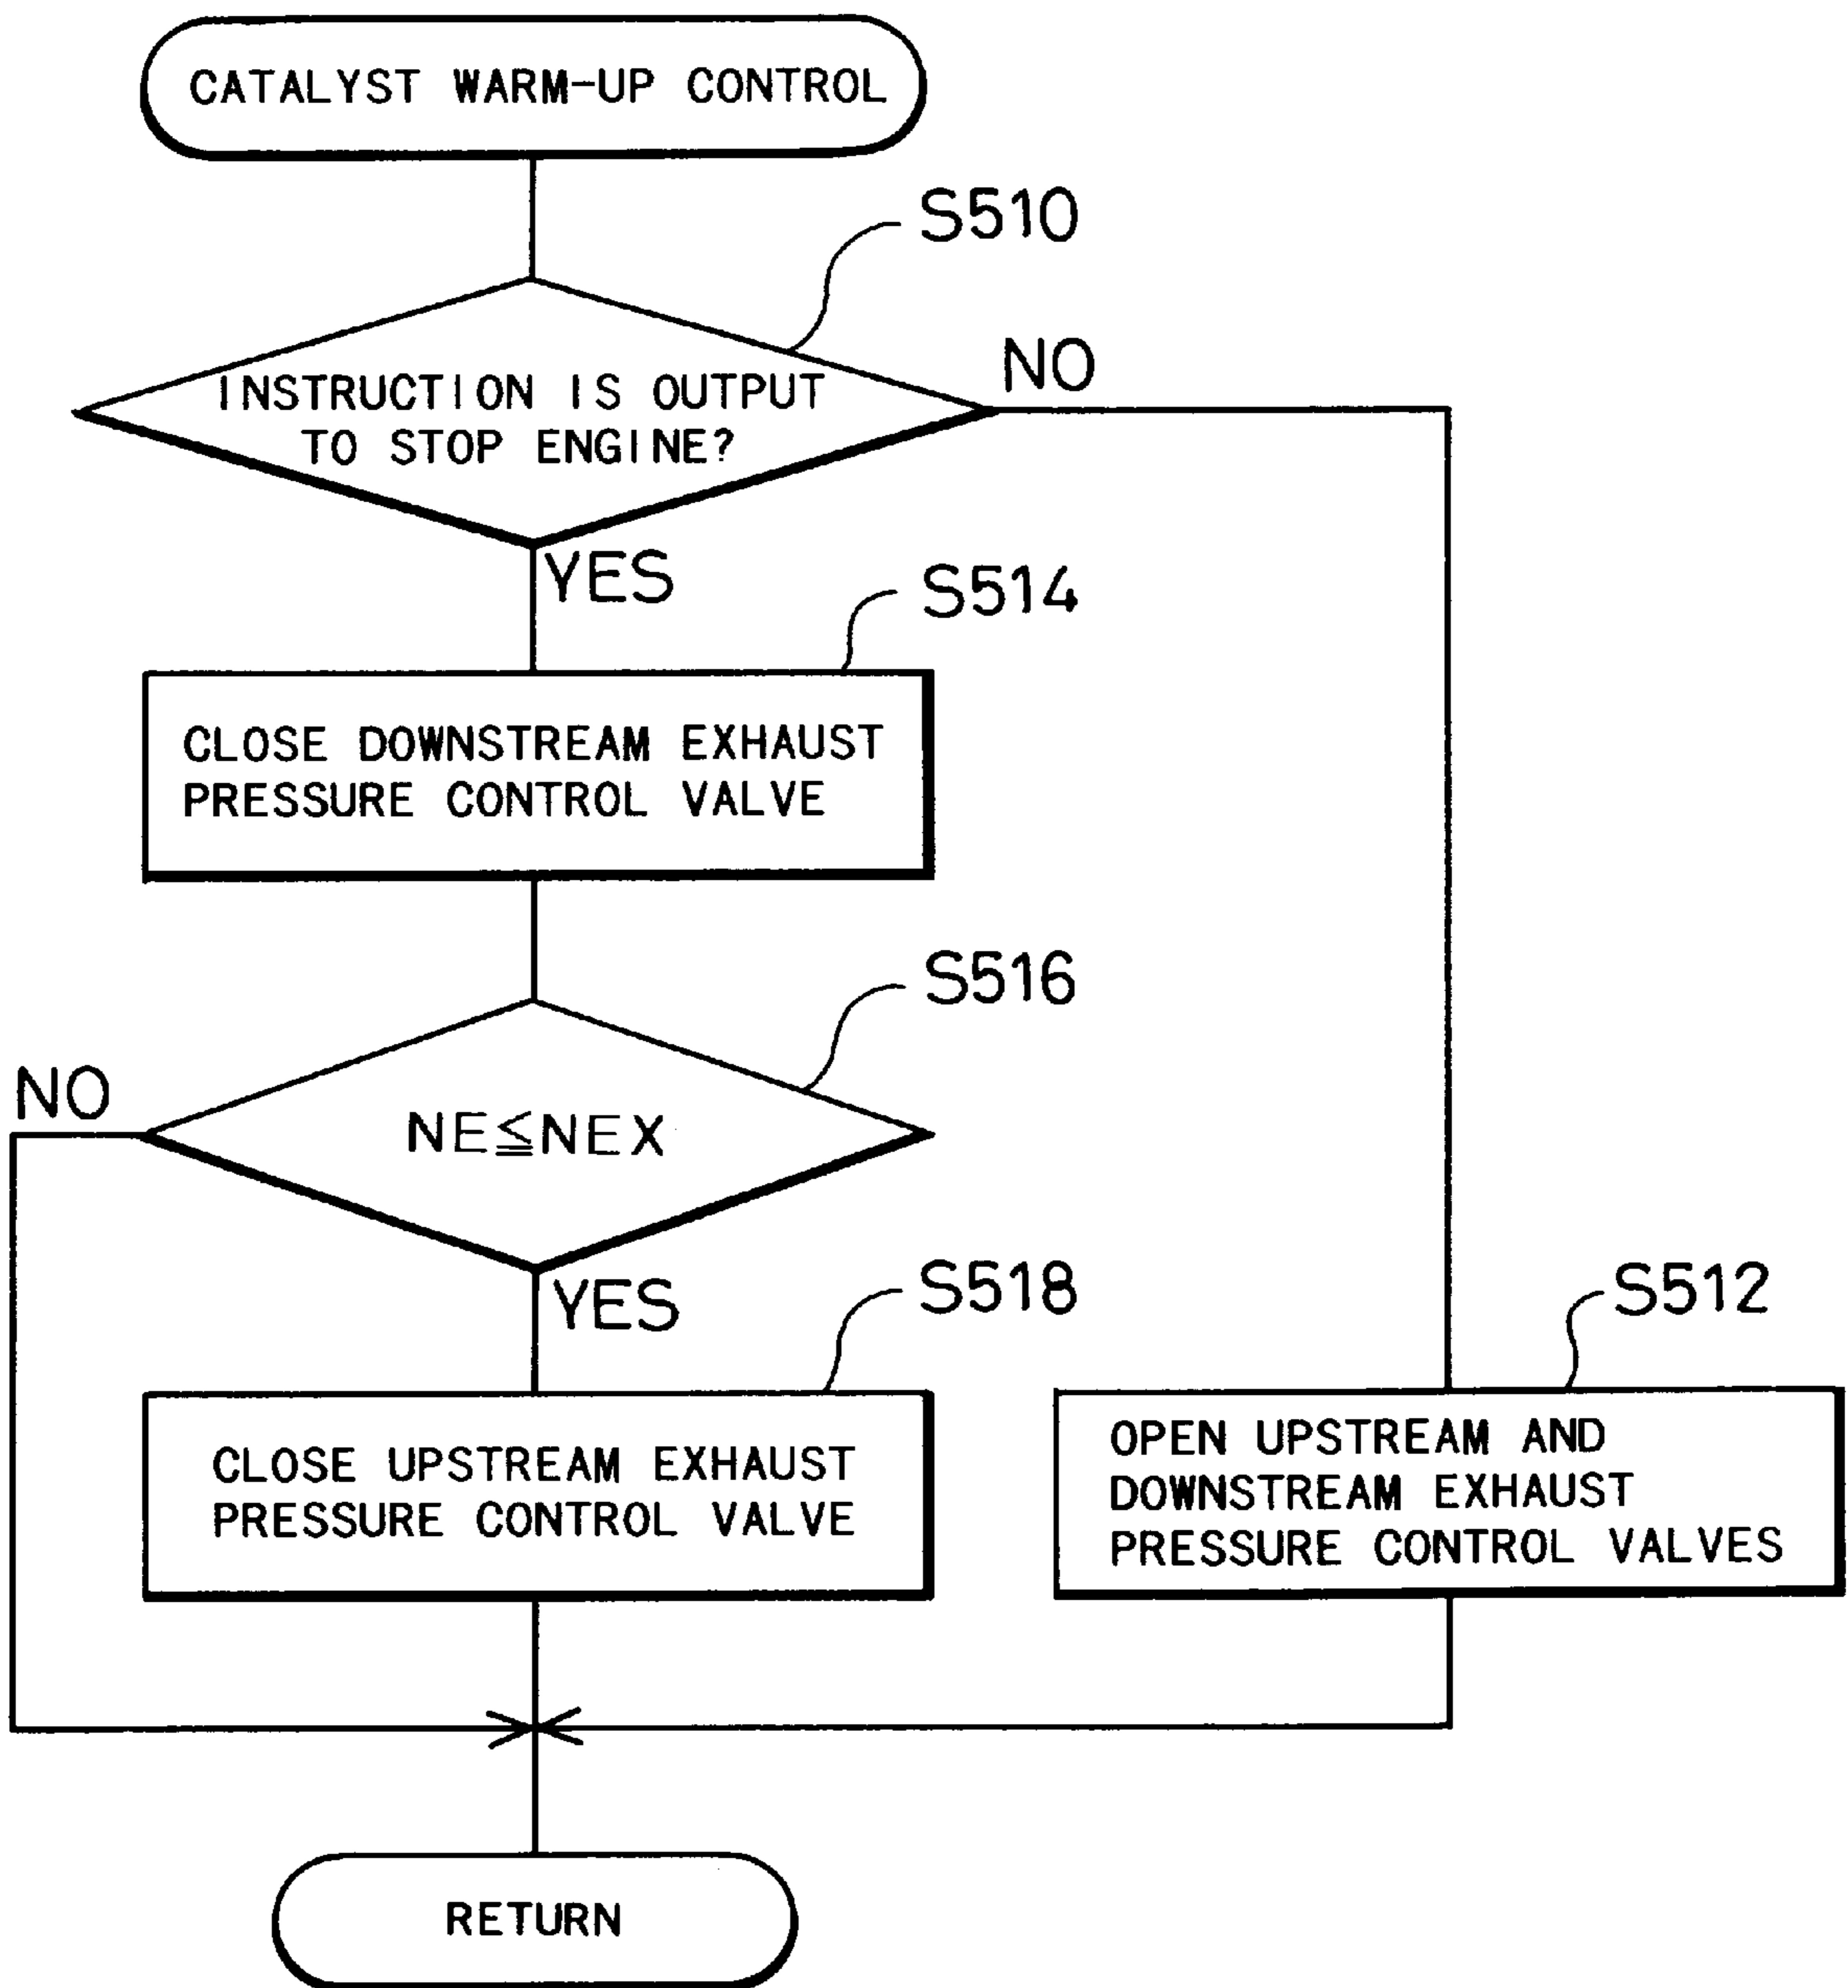 CATALYST WARM-UP CONTROL
S510
INSTRUCTION IS OUTPUT
TO STOP ENGINE?
NO
YES
S514
CLOSE DOWNSTREAM EXHAUST
PRESSURE CONTROL VALVE
S516
NO
NE≦NEX
YES
S518
CLOSE UPSTREAM EXHAUST
PRESSURE CONTROL VALVE
S512
OPEN UPSTREAM AND
DOWNSTREAM EXHAUST
PRESSURE CONTROL VALVES
RETURN